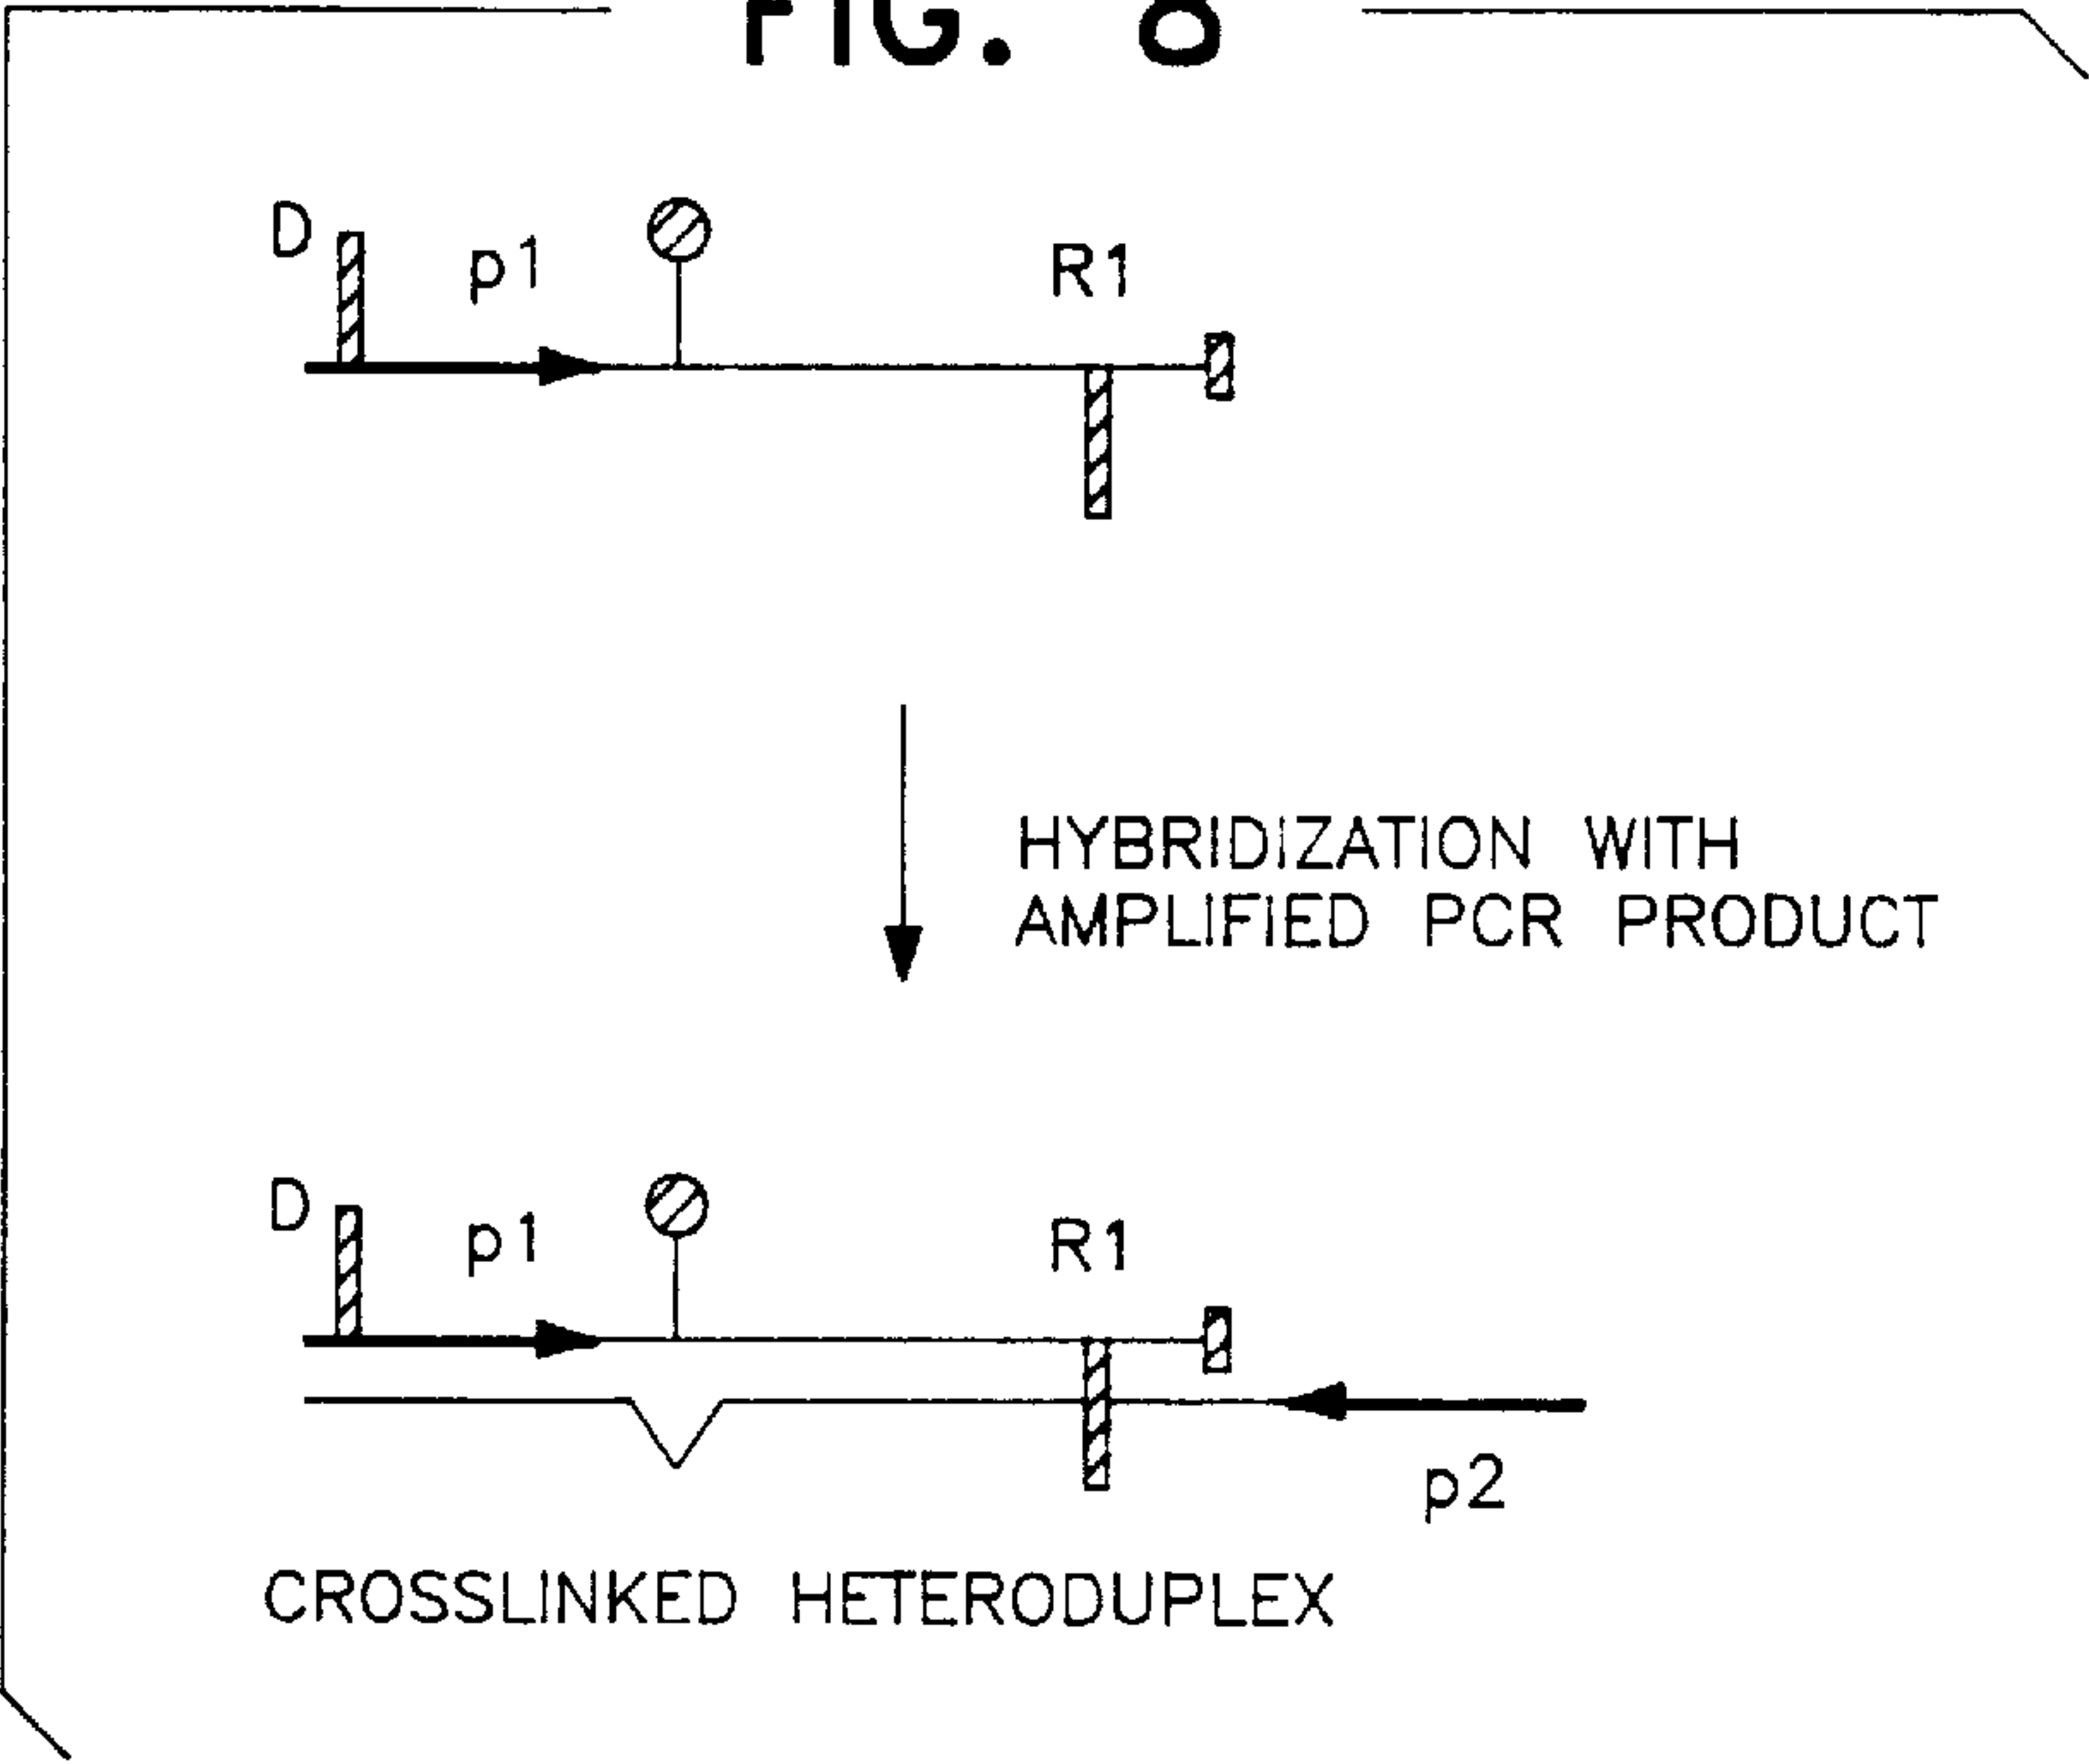 FIG. 8
D
p1
R1
HYBRIDIZATION WITH
AMPLIFIED PCR PRODUCT
D
p1
R1
p2
CROSSLINKED HETERODUPLEX